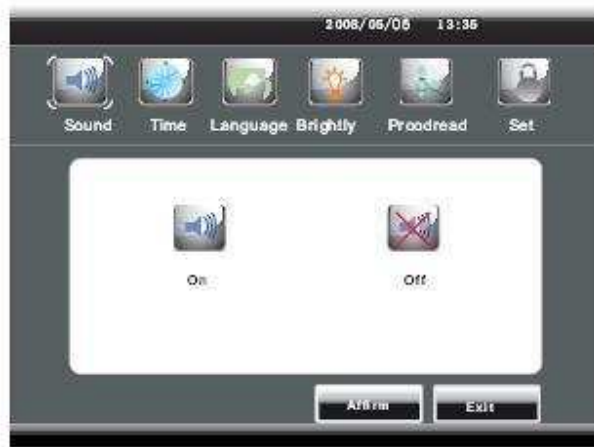 2008/05/05 13:35
Sound Time Language Brightly Proodread Set
On Off
Affirm Exit